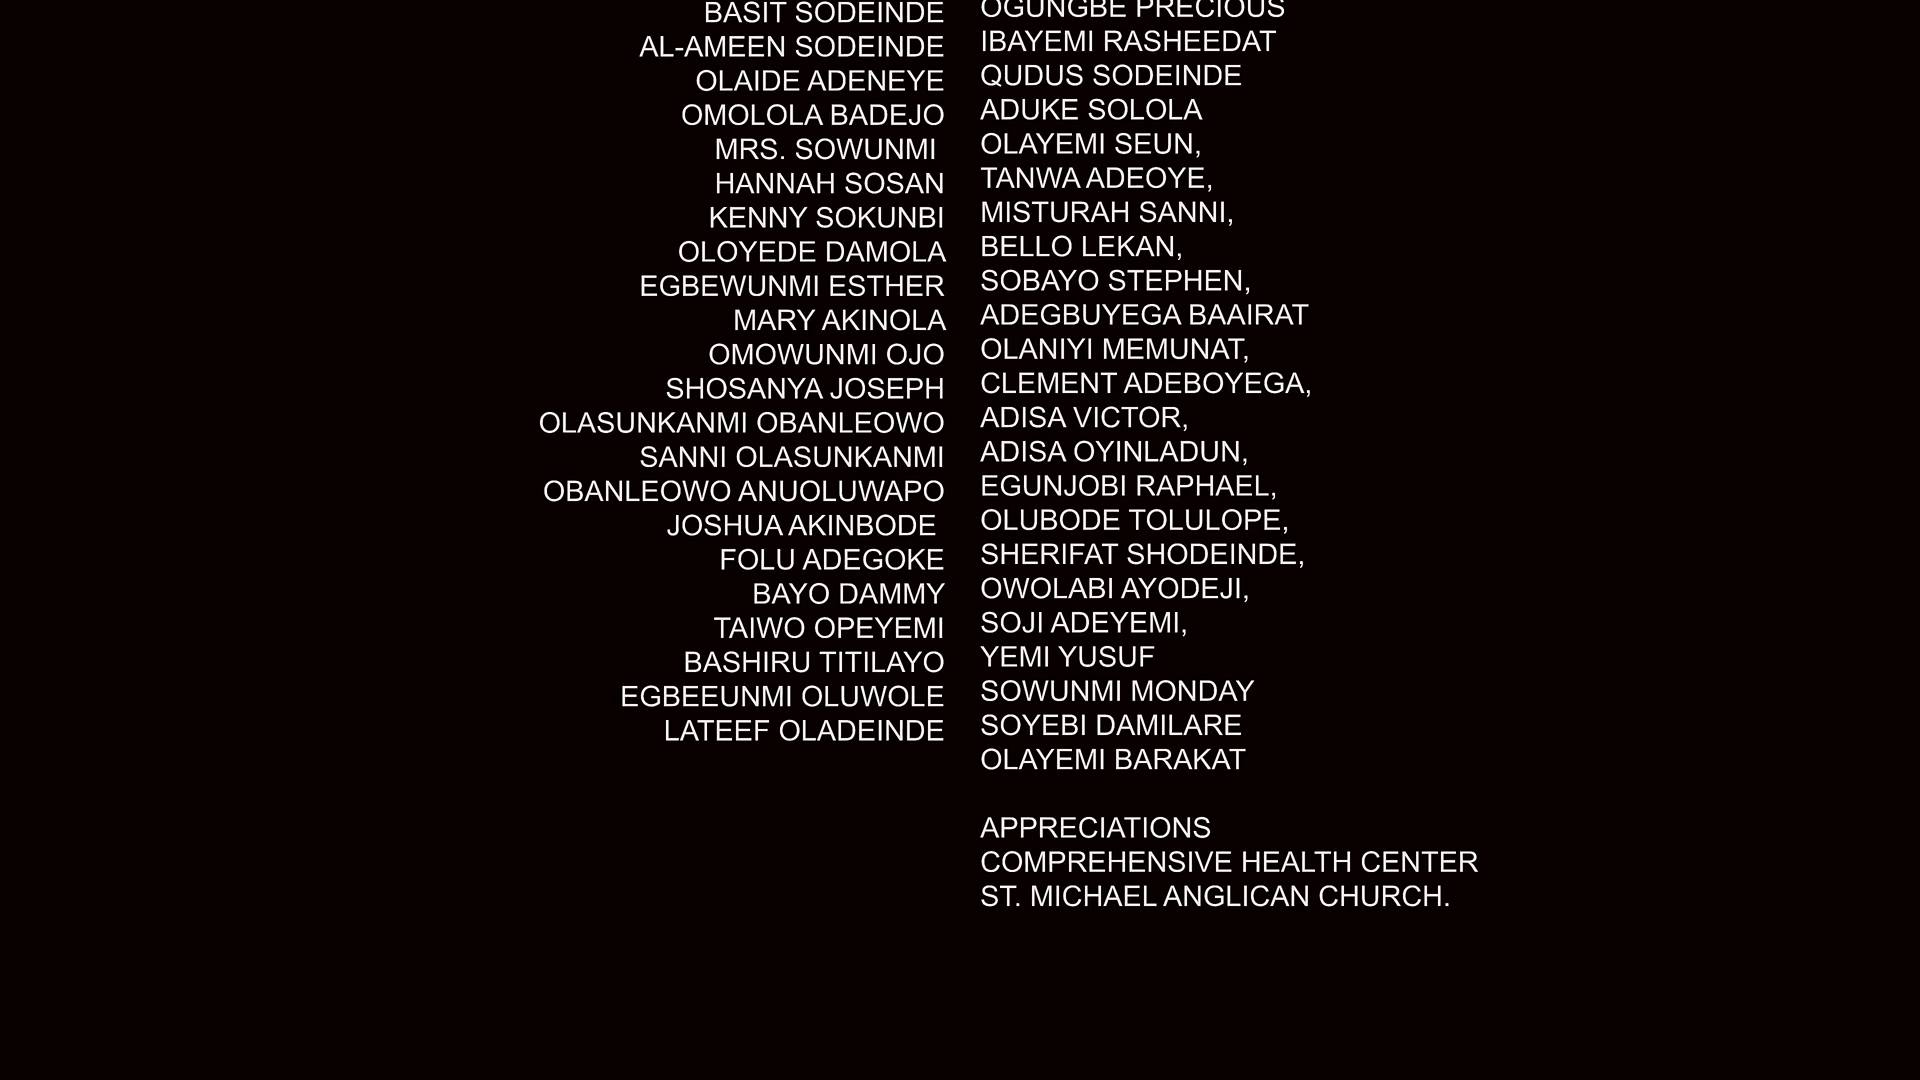 BASIT SODEINDE
AL-AMEEN SODEINDE
OLAIDE ADENEYE
OMOLOLA BADEJO
MRS. SOWUNMI
HANNAH SOSAN
KENNY SOKUNBI
OLOYEDE DAMOLA
EGBEWUNMI ESTHER
MARY AKINOLA
OMOWUNMI OJO
SHOSANYA JOSEPH
OLASUNKANMI OBANLEOWO
SANNI OLASUNKANMI
OBANLEOWO ANUOLUWAPO
JOSHUA AKINBODE
FOLU ADEGOKE
BAYO DAMMY
TAIWO OPEYEMI
BASHIRU TITILAYO
EGBEEUNMI OLUWOLE
LATEEF OLADEINDE
OGUNGBE PRECIOUS
IBAYEMI RASHEEDAT
QUDUS SODEINDE
ADUKE SOLOLA
OLAYEMI SEUN,
TANWA ADEOYE,
MISTURAH SANNI,
BELLO LEKAN,
SOBAYO STEPHEN,
ADEGBUYEGA BAAIRAT
OLANIYI MEMUNAT,
CLEMENT ADEBOYEGA,
ADISA VICTOR,
ADISA OYINLADUN,
EGUNJOBI RAPHAEL,
OLUBODE TOLULOPE,
SHERIFAT SHODEINDE,
OWOLABI AYODEJI,
SOJI ADEYEMI,
YEMI YUSUF
SOWUNMI MONDAY
SOYEBI DAMILARE
OLAYEMI BARAKAT
APPRECIATIONS
COMPREHENSIVE HEALTH CENTER
ST. MICHAEL ANGLICAN CHURCH.